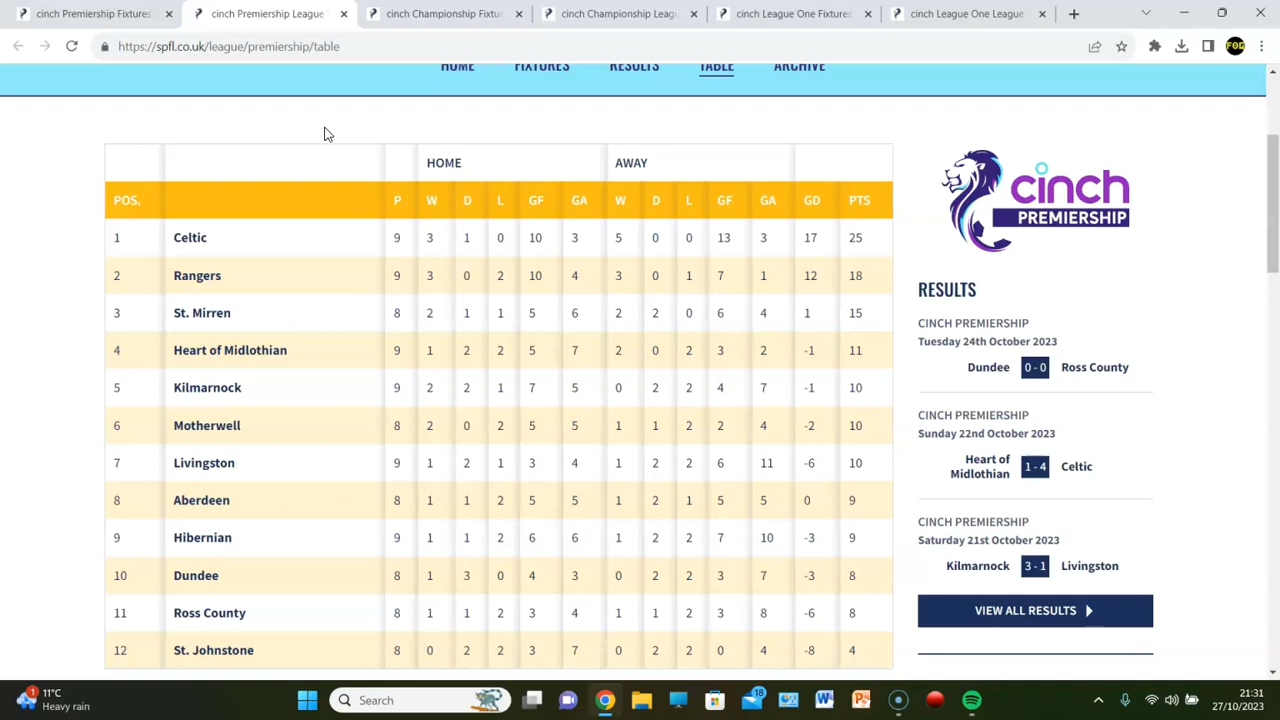 cinch Premiership Fixtures
cinch Premiership League
cinch Championship Fixtur
cinch Championship Leag
cinch League One Fixtures
cinch League One League
https://spfl.co.uk/league/premiership/table
FOG
HOME FIXTURES RESULTS TABLE ARCHIVE
HOME AWAY
POS. P W D L GF GA W D L GF GA GD PTS
1 Celtic 9 3 1 0 10 3 5 0 0 13 3 17 25
2 Rangers 9 3 0 2 10 4 3 0 1 7 1 12 18
3 St. Mirren 8 2 1 1 5 6 2 2 0 6 4 1 15
4 Heart of Midlothian 9 1 2 2 5 7 2 0 2 3 2 -1 11
5 Kilmarnock 9 2 2 1 7 5 0 2 2 4 7 -1 10
6 Motherwell 8 2 0 2 5 5 1 1 2 2 4 -2 10
7 Livingston 9 1 2 1 3 4 1 2 2 6 11 -6 10
8 Aberdeen 8 1 1 2 5 5 1 2 1 5 5 0 9
9 Hibernian 9 1 1 2 6 6 1 2 2 7 10 -3 9
10 Dundee 8 1 3 0 4 3 0 2 2 3 7 -3 8
11 Ross County 8 1 1 2 3 4 1 1 2 3 8 -6 8
12 St. Johnstone 8 0 2 2 3 7 0 2 2 0 4 -8 4
cinch
PREMIERSHIP
RESULTS
CINCH PREMIERSHIP
Tuesday 24th October 2023
Dundee 0 - 0 Ross County
CINCH PREMIERSHIP
Sunday 22nd October 2023
Heart of
Midlothian 1 - 4 Celtic
CINCH PREMIERSHIP
Saturday 21st October 2023
Kilmarnock 3 - 1 Livingston
VIEW ALL RESULTS
1
11°C
Heavy rain
Search
18
21:31
27/10/2023